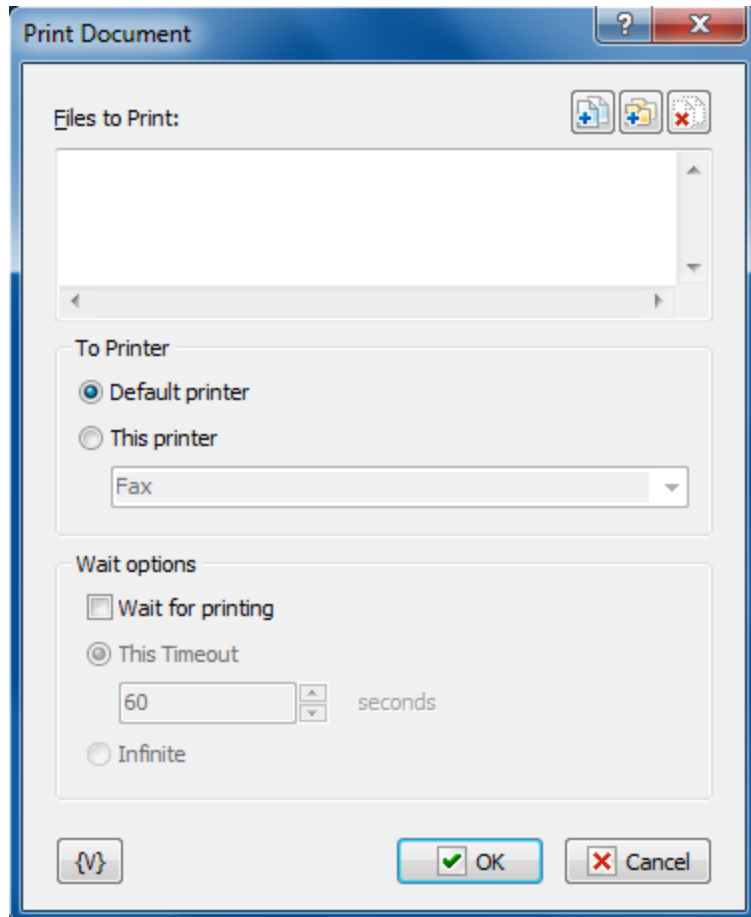 Print Document
?
Files to Print:
To Printer
Default printer
This printer
Fax
Wait options
Wait for printing
This Timeout
60 seconds
Infinite
{V} OK Cancel